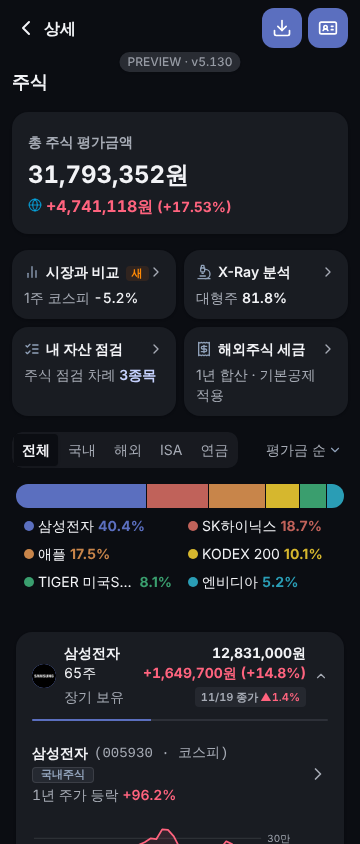 상세
PREVIEW · v5.130
주식
총 주식 평가금액
31,793,352원
+4,741,118원 (+17.53%)
시장과 비교 새
1주 코스피 -5.2%
X-Ray 분석
대형주 81.8%
내 자산 점검
주식 점검 차례 3종목
해외주식 세금
1년 합산 · 기본공제
적용
전체 국내 해외 ISA 연금 평가금 순
삼성전자 40.4% SK하이닉스 18.7%
애플 17.5% KODEX 200 10.1%
TIGER 미국S... 8.1% 엔비디아 5.2%
SAMSUNG
삼성전자 12,831,000원
65주 +1,649,700원 (+14.8%)
장기 보유 11/19 종가 ▲1.4%
삼성전자 (005930 · 코스피)
국내주식
1년 주가 등락 +96.2%
30만